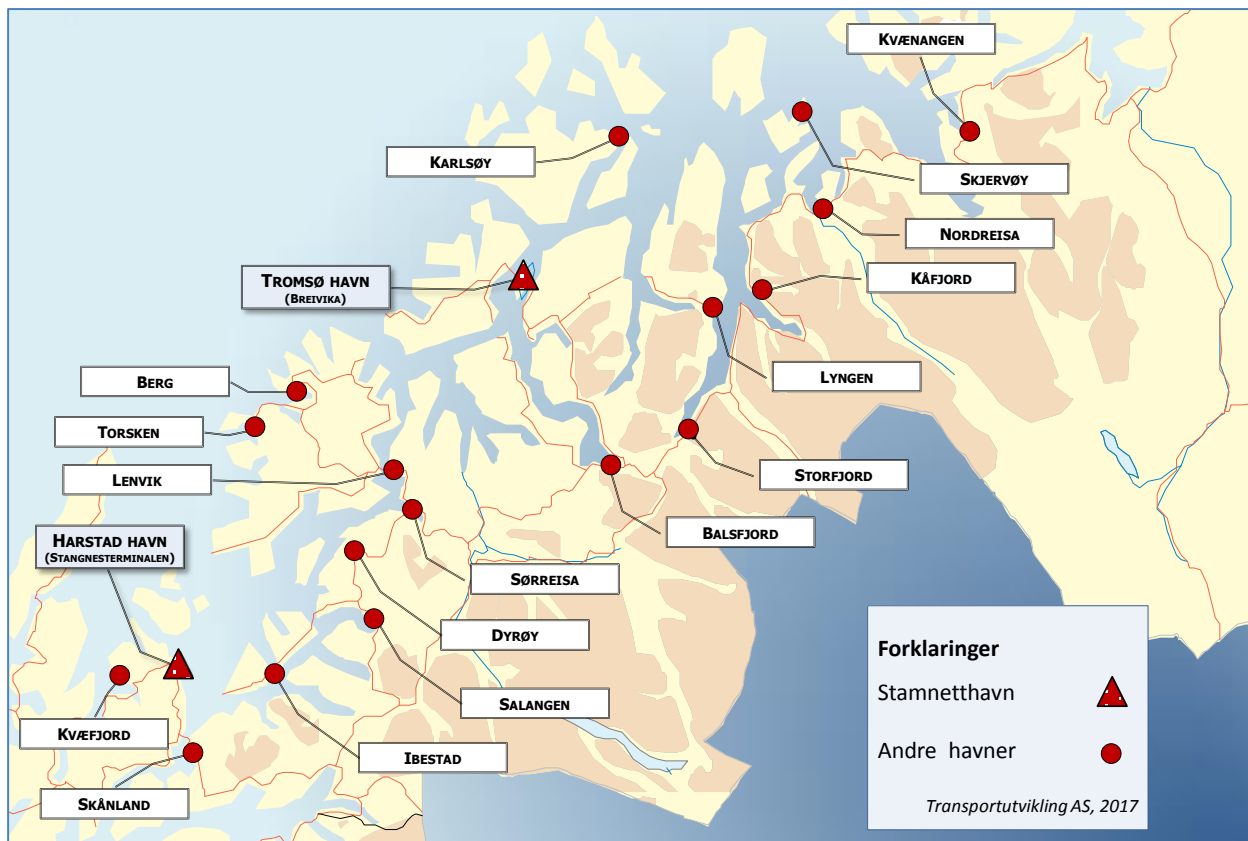 KVÆNANGEN
KARLSØY
SKJERVØY
NORDREISA
TROMSØ HAVN
(BREIVIKA)
KÅFJORD
BERG
LYNGEN
TORSKEN
LENVIK
STORFJORD
HARSTAD HAVN
(STANGNESTERMINALEN)
BALSFJORD
SØRREISA
DYRØY
SALANGEN
KVÆFJORD
IBESTAD
SKÅNLAND
Forklaringer
Stamnetthavn
Andre havner
Transportutvikling AS, 2017